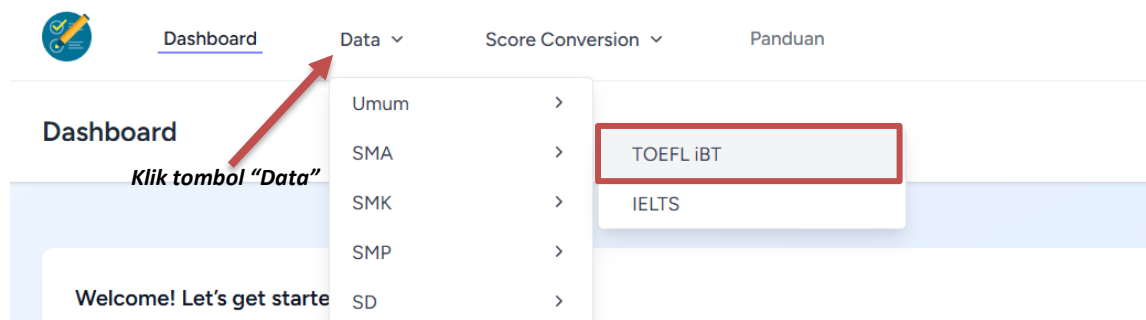 Dashboard Data Score Conversion Panduan
Umum
Dashboard
SMA TOEFL iBT
Klik tombol “Data”
SMK IELTS
SMP
Welcome! Let’s get starte
SD